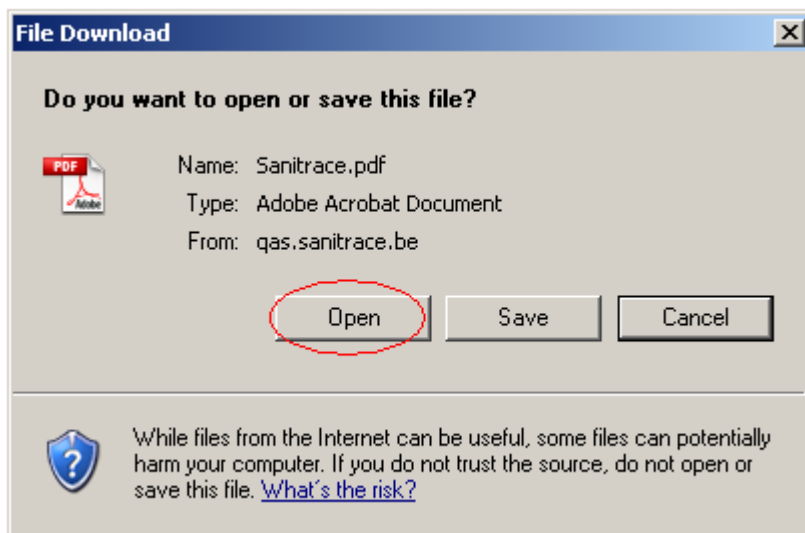 File Download
Do you want to open or save this file?
PDF
Adobe
Name: Sanitrace.pdf
Type: Adobe Acrobat Document
From: qas.sanitrace.be
Open Save Cancel
While files from the Internet can be useful, some files can potentially
harm your computer. If you do not trust the source, do not open or
save this file. What's the risk?